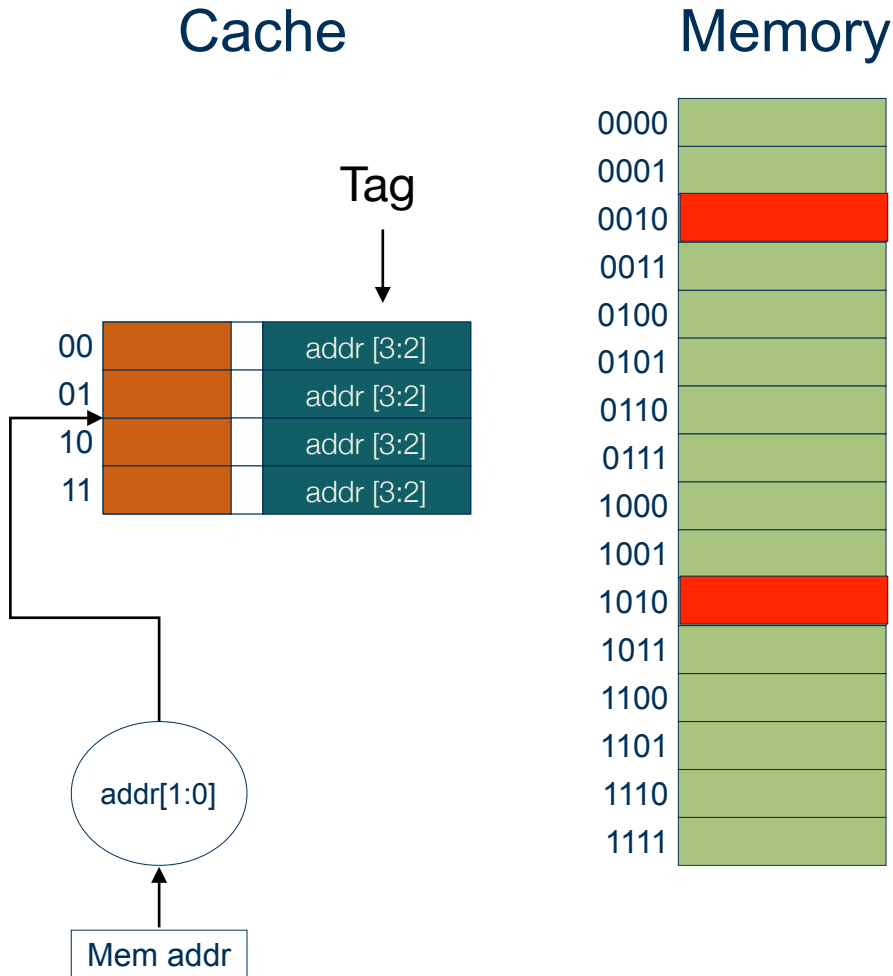 Cache
Memory
Tag
00 addr [3:2]
01 addr [3:2]
10 addr [3:2]
11 addr [3:2]
addr[1:0]
Mem addr
0000
0001
0010
0011
0100
0101
0110
0111
1000
1001
1010
1011
1100
1101
1110
1111